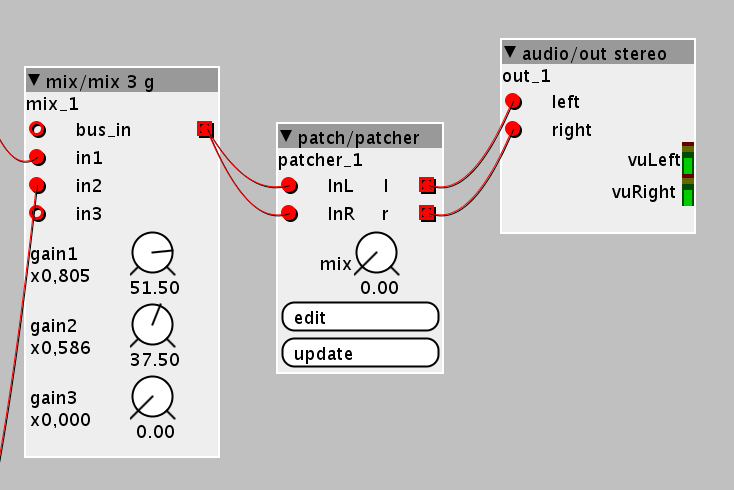 mix/mix 3 g
mix_1
bus_in
in1
in2
in3
gain1
x0,805
51.50
gain2
x0,586
37.50
gain3
x0,000
0.00
patch/patcher
patcher_1
InL l
InR r
mix
0.00
edit
update
audio/out stereo
out_1
left
right
vuLeft
vuRight